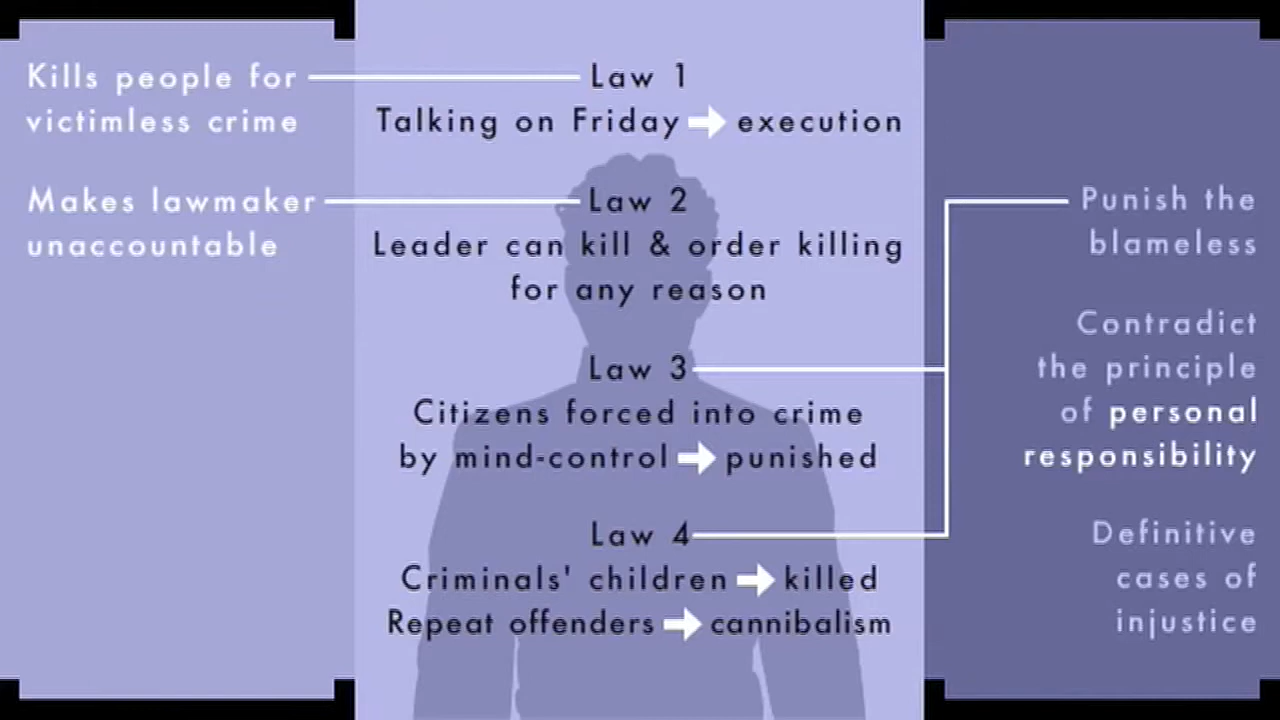 Kills people for
victimless crime
Makes lawmaker
unaccountable
Law 1
Talking on Friday ➡ execution
Law 2
Leader can kill & order killing
for any reason
Law 3
Citizens forced into crime
by mind-control ➡ punished
Law 4
Criminals' children ➡ killed
Repeat offenders ➡ cannibalism
Punish the
blameless
Contradict
the principle
of personal
responsibility
Definitive
cases of
injustice